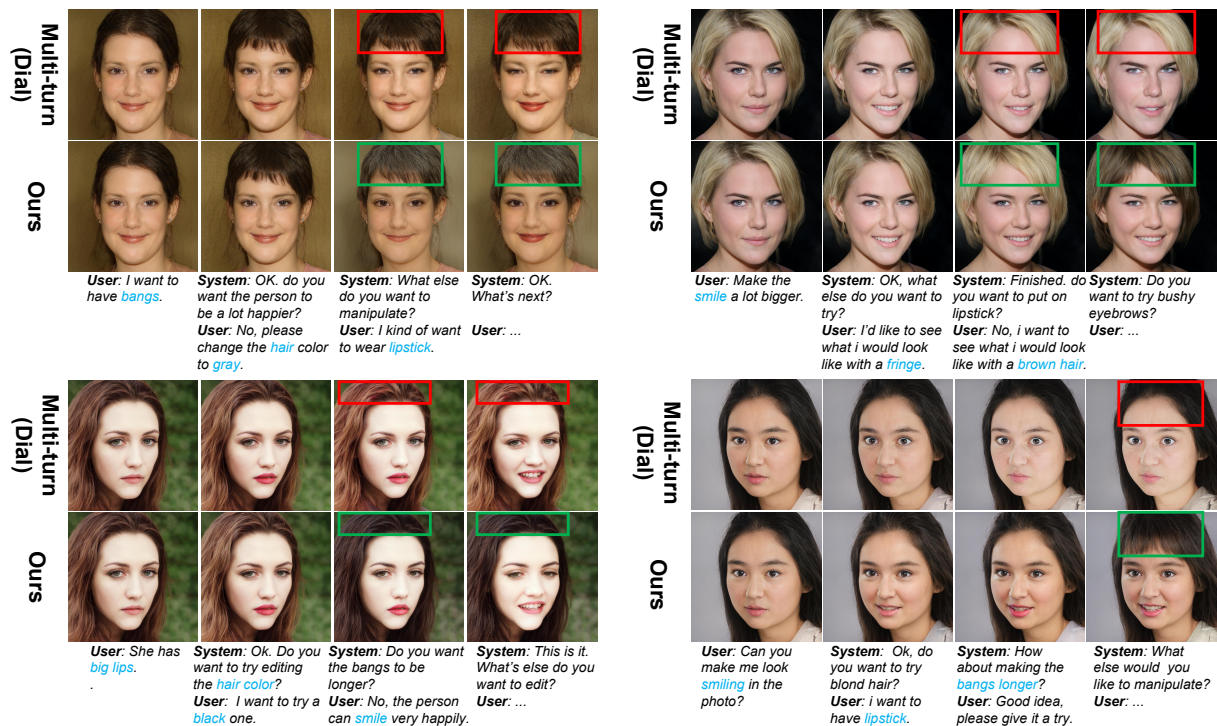 Multi-turn
(Dial)
Ours
User: I want to
have bangs.
System: OK. do you
want the person to
be a lot happier?
User: No, please
change the hair color
to gray.
System: What else
do you want to
manipulate?
User: I kind of want
to wear lipstick.
System: OK.
What's next?
User: ...
Multi-turn
(Dial)
Ours
User: Make the
smile a lot bigger.
System: OK, what
else do you want to
try?
User: I'd like to see
what i would look
like with a fringe.
System: Finished. do
you want to put on
lipstick?
User: No, i want to
see what i would look
like with a brown hair.
System: Do you
want to try bushy
eyebrows?
User: ...
Multi-turn
(Dial)
Ours
User: She has
big lips.
.
System: Ok. Do you
want to try editing
the hair color?
User: I want to try a
black one.
System: Do you want
the bangs to be
longer?
User: No, the person
can smile very happily.
System: This is it.
What's else do you
want to edit?
User: ...
Multi-turn
(Dial)
Ours
User: Can you
make me look
smiling in the
photo?
System: Ok, do
you want to try
blond hair?
User: i want to
have lipstick.
System: How
about making the
bangs longer?
User: Good idea,
please give it a try.
System: What
else would you
like to manipulate?
User: ...